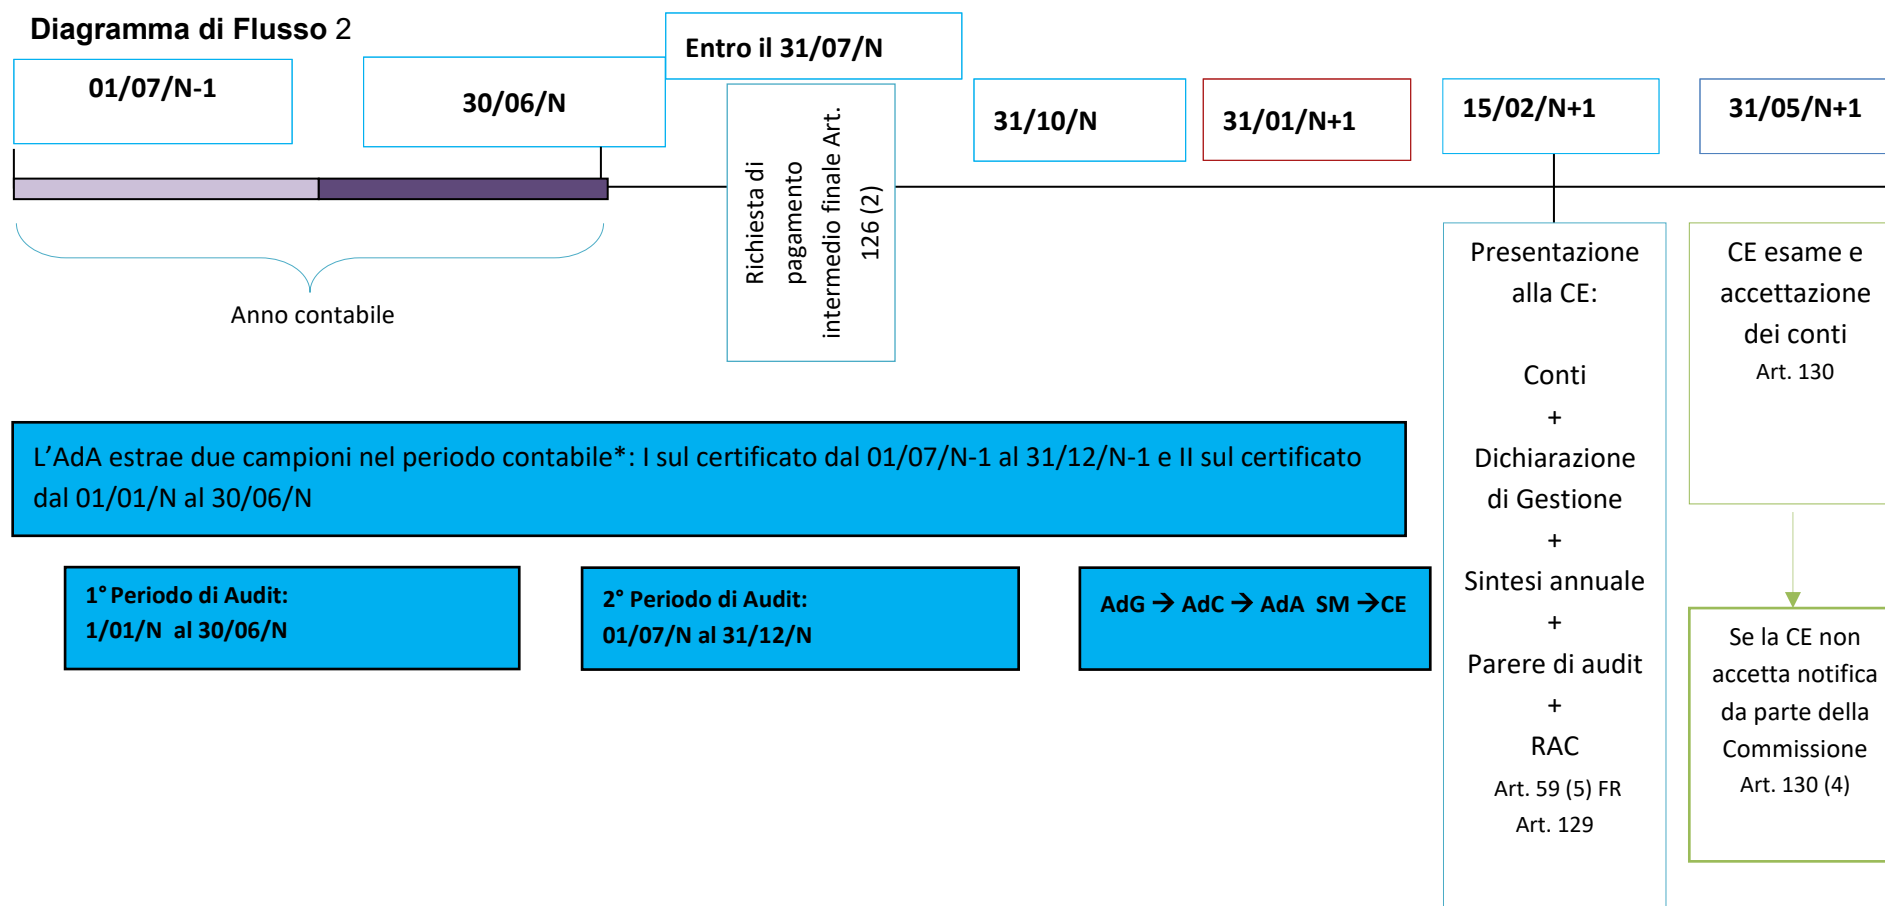 Diagramma di Flusso 2
01/07/N-1
30/06/N
Entro il 31/07/N
31/10/N
31/01/N+1
15/02/N+1
31/05/N+1
Richiesta di
pagamento
intermedio finale Art.
126 (2)
Anno contabile
Presentazione
alla CE:
Conti
+
Dichiarazione
di Gestione
+
Sintesi annuale
+
Parere di audit
+
RAC
Art. 59 (5) FR
Art. 129
CE esame e
accettazione
dei conti
Art. 130
Se la CE non
accetta notifica
da parte della
Commissione
Art. 130 (4)
L’AdA estrae due campioni nel periodo contabile*: I sul certificato dal 01/07/N-1 al 31/12/N-1 e II sul certificato
dal 01/01/N al 30/06/N
1° Periodo di Audit:
1/01/N al 30/06/N
2° Periodo di Audit:
01/07/N al 31/12/N
AdG → AdC → AdA SM →CE